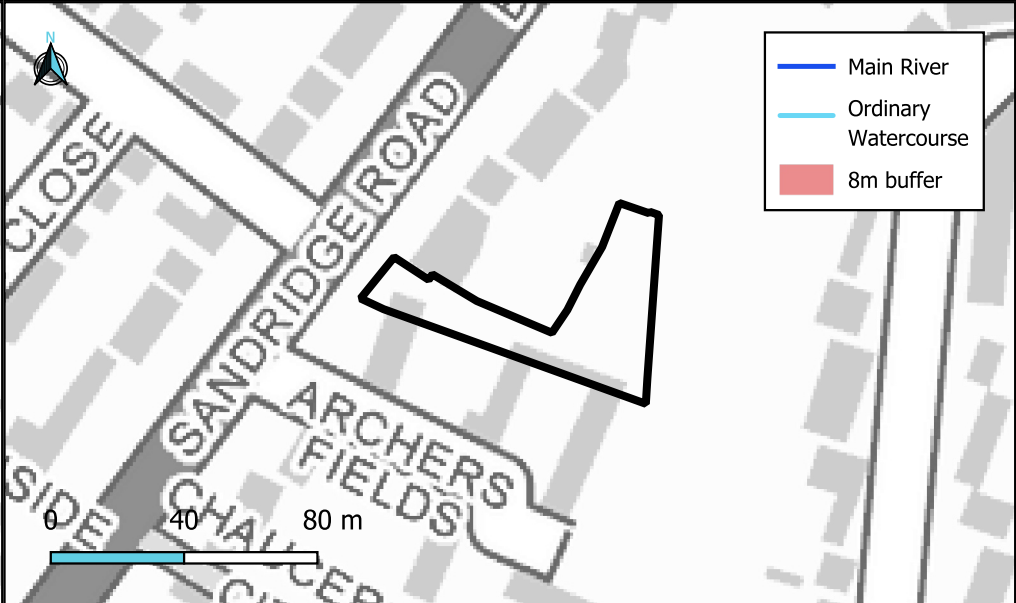 N
CLOSE
SANDRIDGE ROAD
Main River
Ordinary
Watercourse
8m buffer
ARCHERS
FIELDS
SIDE
CHAUCER
0 40 80 m